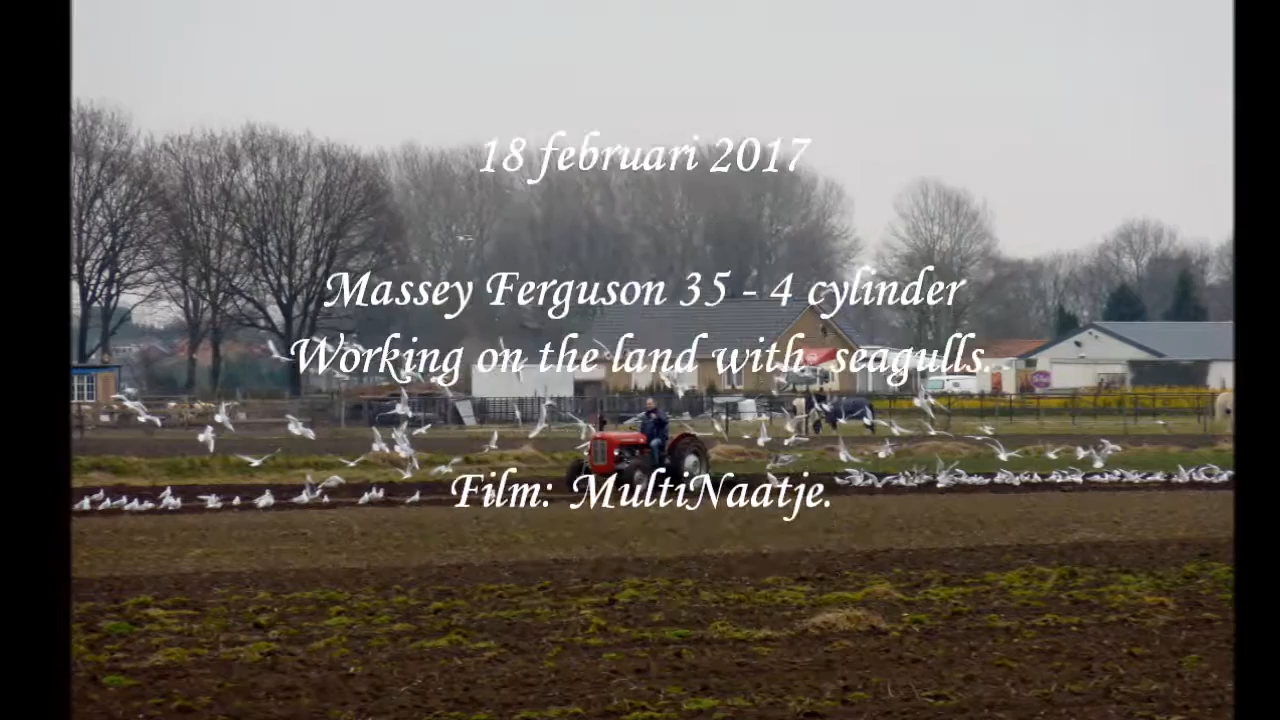 18 februari 2017
Massey Ferguson 35 - 4 cylinder
Working on the land with seagulls.
Film: MultiNaatje.